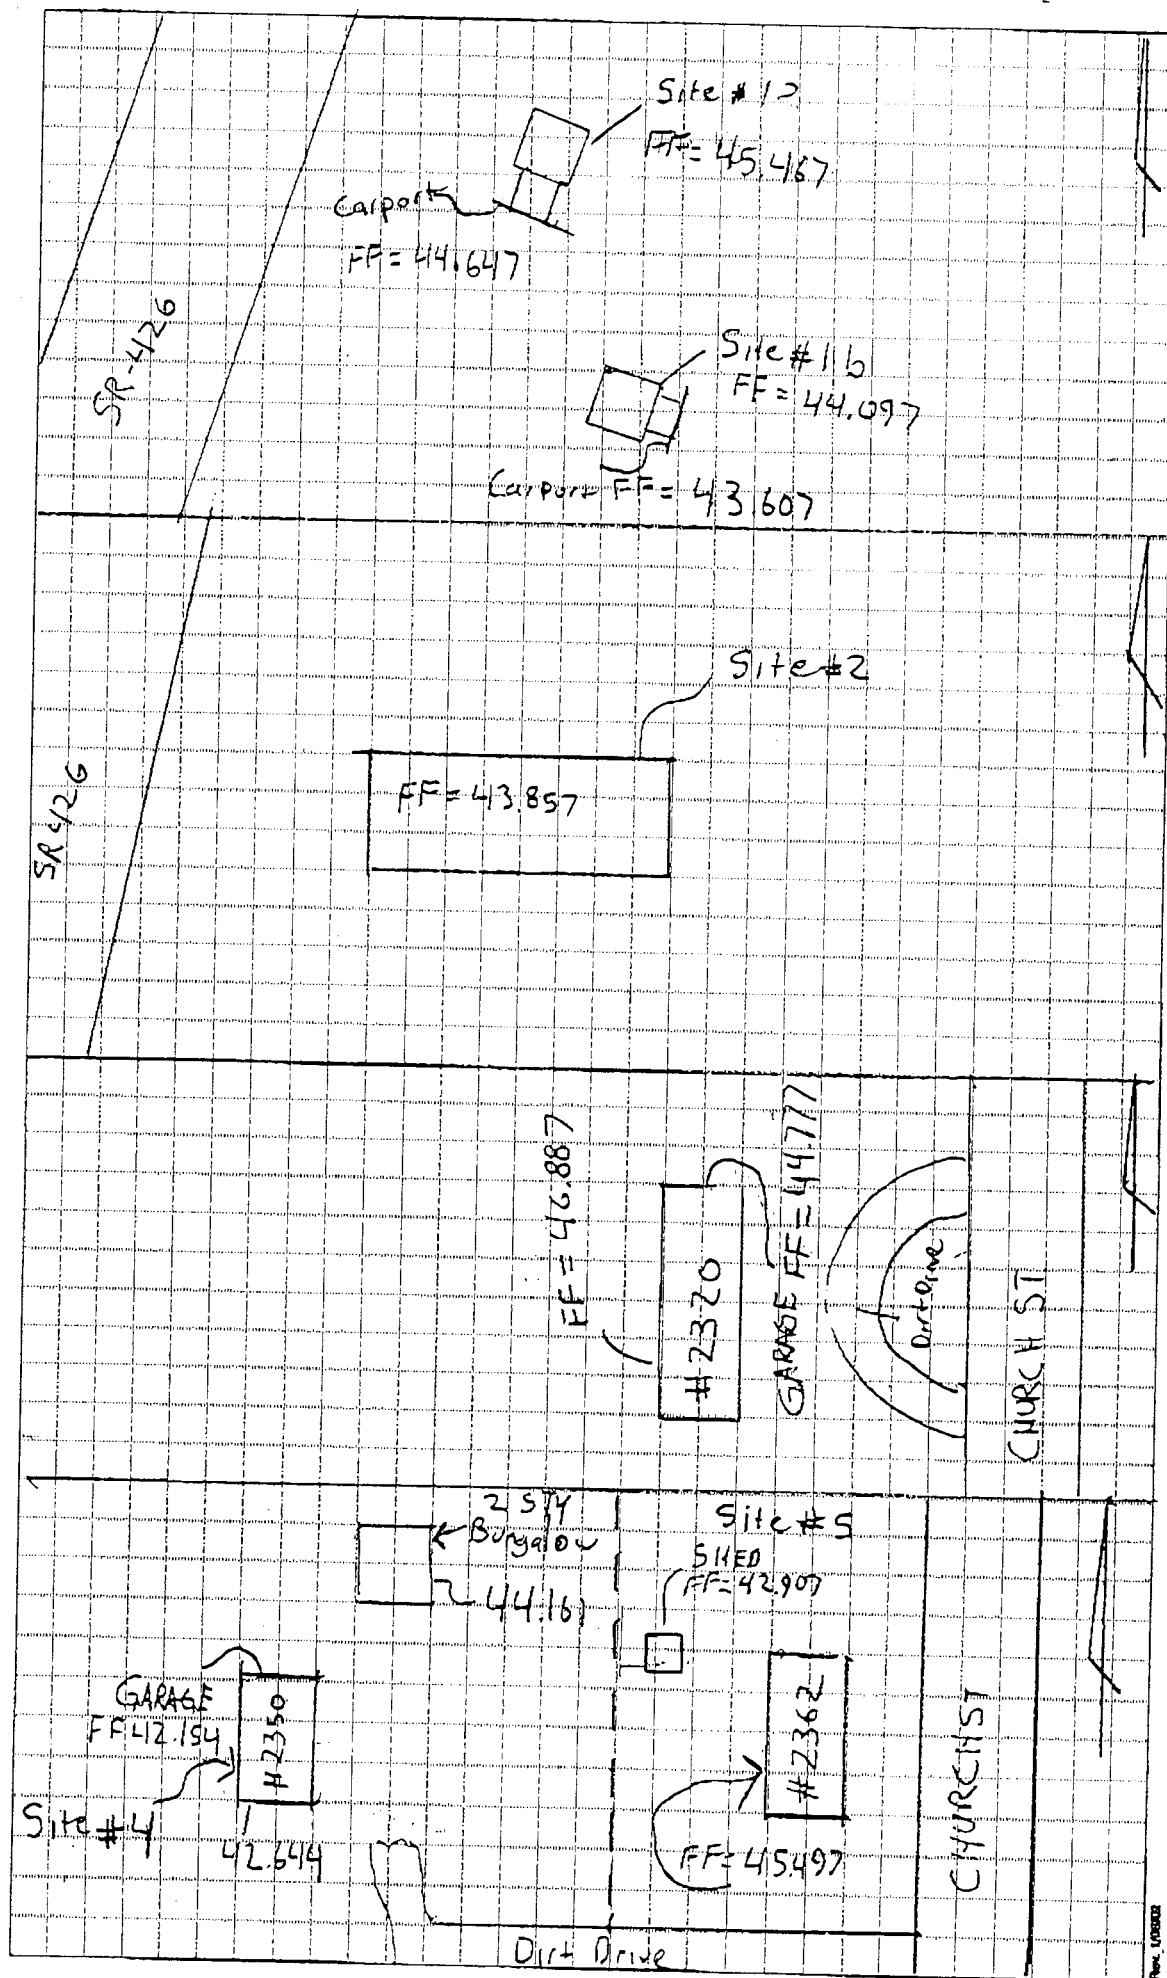 Site # 1a
FF= 45.467
Carport
FF= 44.647
SR-426
Site # 1b
FF= 44.097
Carport FF= 43.607
Site #2
FF= 43.857
SR 426
FF= 46.887
#2320
GARAGE FF= 44.777
Dirt Drive
CHURCH ST
2 STY
Bungalow
44.161
Site #5
SHED
FF=42.907
GARAGE
FF 42.154
#2350
Site #4
42.644
#2362
FF= 45.497
CHURCH ST
Dirt Drive